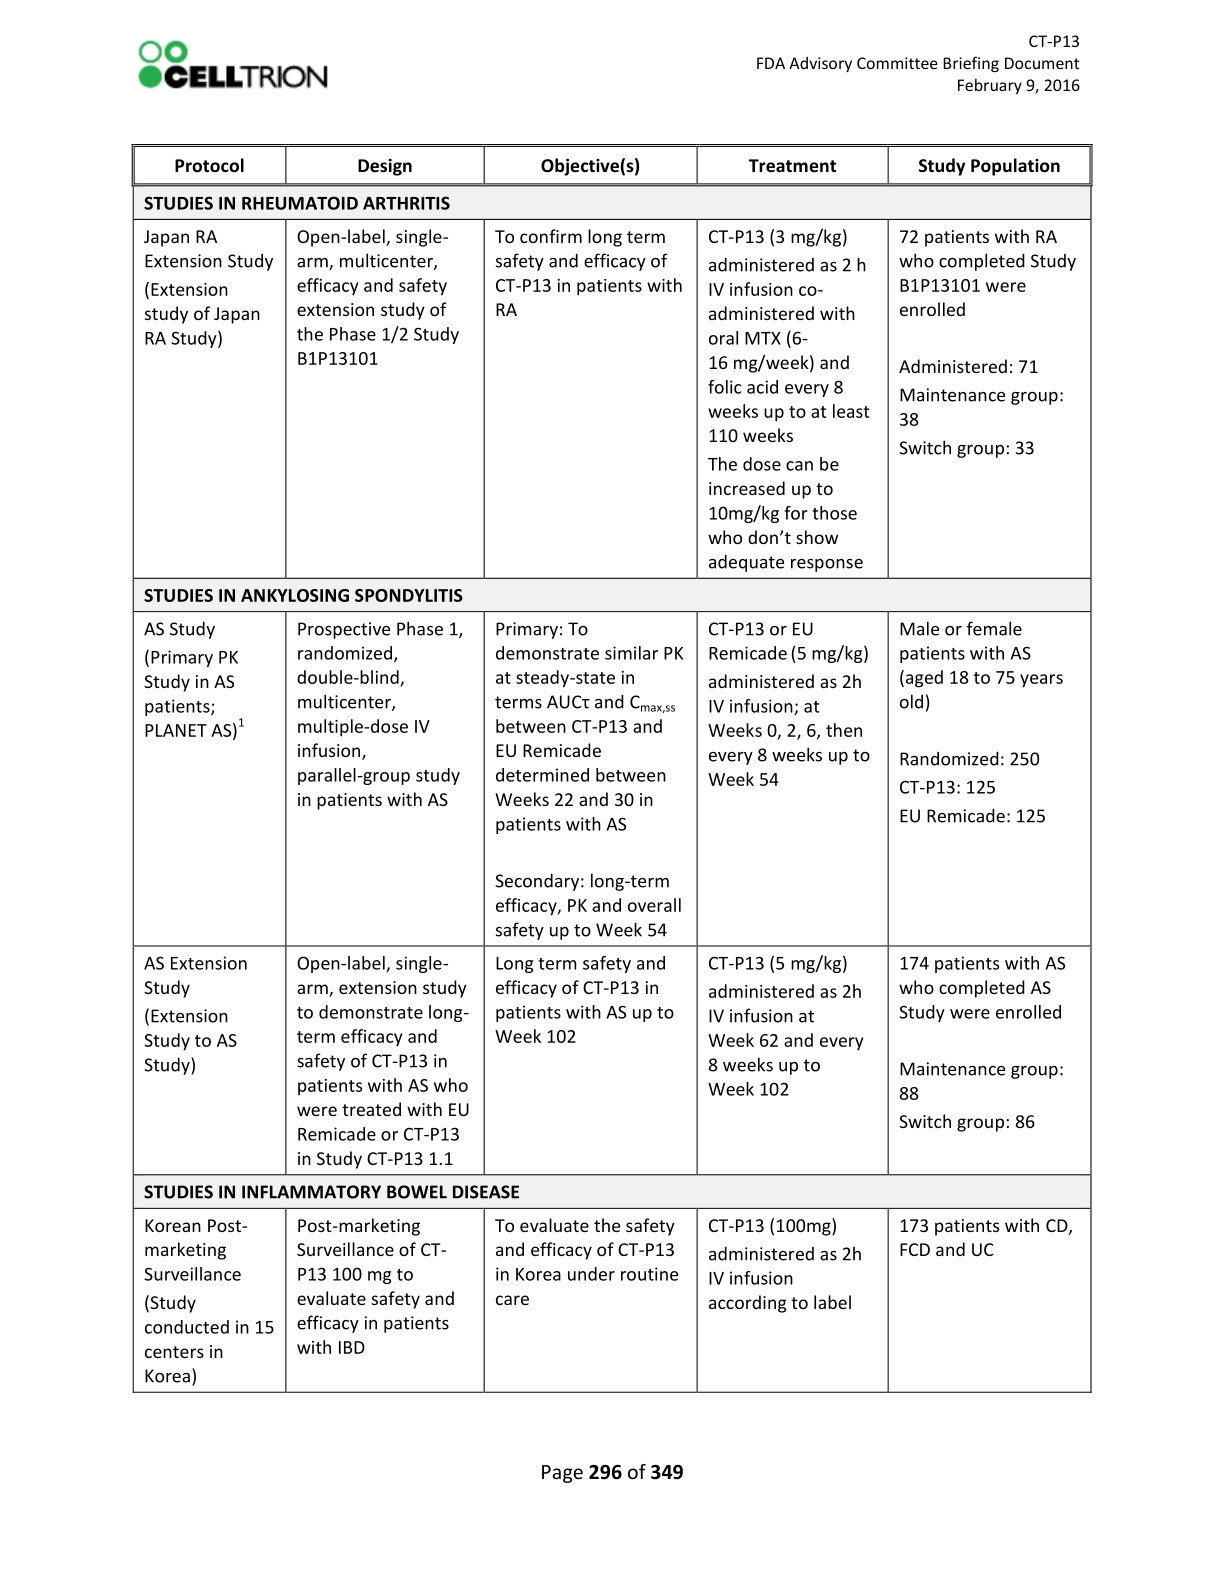 CELLTRION
CT-P13
FDA Advisory Committee Briefing Document
February 9, 2016
Protocol
Design
Objective(s)
Treatment
Study Population
STUDIES IN RHEUMATOID ARTHRITIS
Japan RA
Extension Study
(Extension
study of Japan
RA Study)
Open-label, single-
arm, multicenter,
efficacy and safety
extension study of
the Phase 1/2 Study
B1P13101
To confirm long term
safety and efficacy of
CT-P13 in patients with
RA
CT-P13 (3 mg/kg)
administered as 2 h
IV infusion co-
administered with
oral MTX (6-
16 mg/week) and
folic acid every 8
weeks up to at least
110 weeks
The dose can be
increased up to
10mg/kg for those
who don’t show
adequate response
72 patients with RA
who completed Study
B1P13101 were
enrolled
Administered: 71
Maintenance group:
38
Switch group: 33
STUDIES IN ANKYLOSING SPONDYLITIS
AS Study
(Primary PK
Study in AS
patients;
PLANET AS)1
Prospective Phase 1,
randomized,
double-blind,
multicenter,
multiple-dose IV
infusion,
parallel-group study
in patients with AS
Primary: To
demonstrate similar PK
at steady-state in
terms AUCτ and Cmax,ss
between CT-P13 and
EU Remicade
determined between
Weeks 22 and 30 in
patients with AS
Secondary: long-term
efficacy, PK and overall
safety up to Week 54
CT-P13 or EU
Remicade (5 mg/kg)
administered as 2h
IV infusion; at
Weeks 0, 2, 6, then
every 8 weeks up to
Week 54
Male or female
patients with AS
(aged 18 to 75 years
old)
Randomized: 250
CT-P13: 125
EU Remicade: 125
AS Extension
Study
(Extension
Study to AS
Study)
Open-label, single-
arm, extension study
to demonstrate long-
term efficacy and
safety of CT-P13 in
patients with AS who
were treated with EU
Remicade or CT-P13
in Study CT-P13 1.1
Long term safety and
efficacy of CT-P13 in
patients with AS up to
Week 102
CT-P13 (5 mg/kg)
administered as 2h
IV infusion at
Week 62 and every
8 weeks up to
Week 102
174 patients with AS
who completed AS
Study were enrolled
Maintenance group:
88
Switch group: 86
STUDIES IN INFLAMMATORY BOWEL DISEASE
Korean Post-
marketing
Surveillance
(Study
conducted in 15
centers in
Korea)
Post-marketing
Surveillance of CT-
P13 100 mg to
evaluate safety and
efficacy in patients
with IBD
To evaluate the safety
and efficacy of CT-P13
in Korea under routine
care
CT-P13 (100mg)
administered as 2h
IV infusion
according to label
173 patients with CD,
FCD and UC
Page 296 of 349